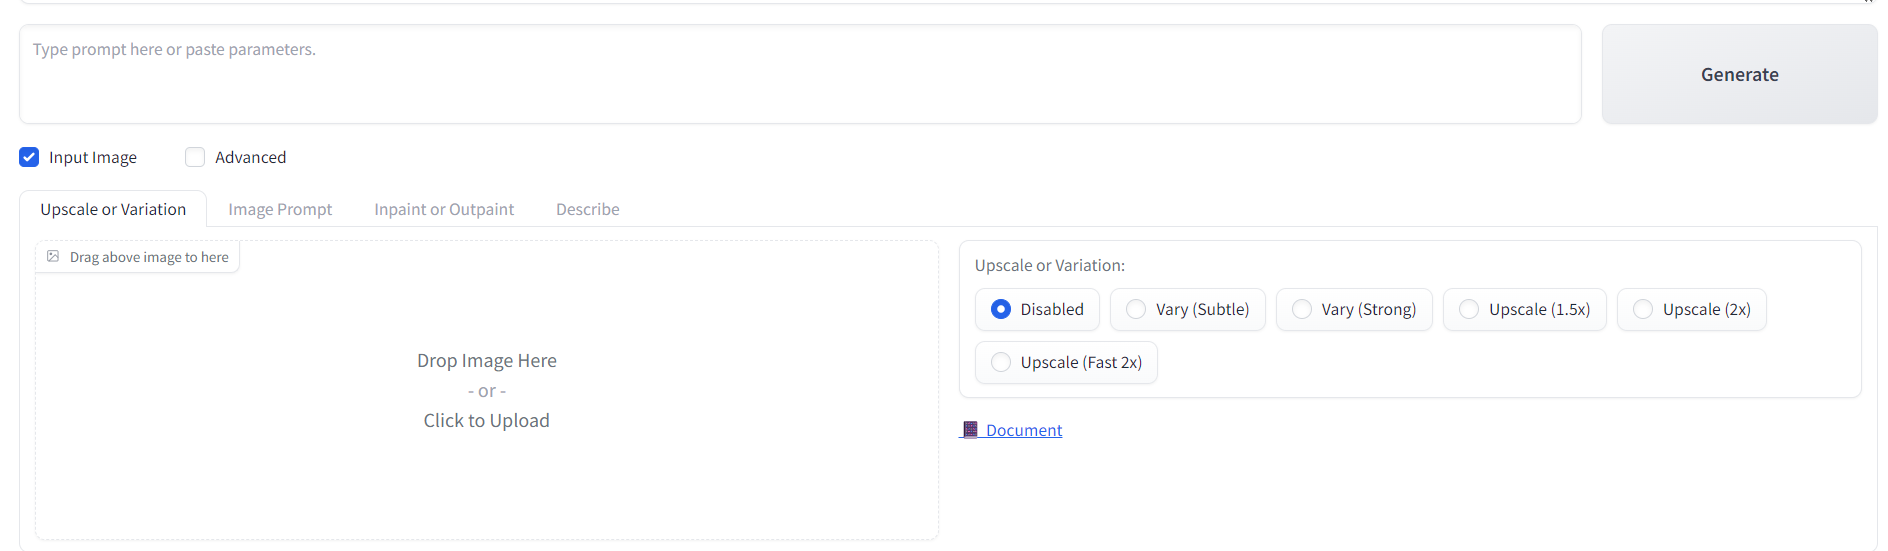 Type prompt here or paste parameters.
Generate
Input Image
Advanced
Upscale or Variation
Image Prompt
Inpaint or Outpaint
Describe
Drag above image to here
Drop Image Here
- or -
Click to Upload
Upscale or Variation:
Disabled
Vary (Subtle)
Vary (Strong)
Upscale (1.5x)
Upscale (2x)
Upscale (Fast 2x)
Document